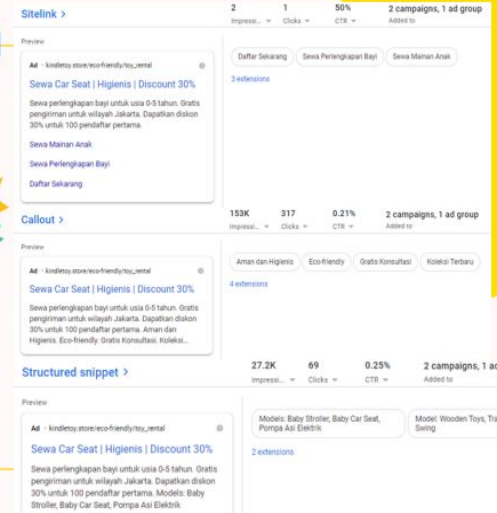 Sitelink >
2 1 50% 2 campaigns, 1 ad group
Impressi... Clicks CTR Added to
Preview
Ad · kindletoy.store/eco-friendly/toy_rental
Sewa Car Seat | Higienis | Discount 30%
Sewa perlengkapan bayi untuk usia 0-5 tahun. Gratis
pengiriman untuk wilayah Jakarta. Dapatkan diskon
30% untuk 100 pendaftar pertama.
Sewa Mainan Anak
Sewa Perlengkapan Bayi
Daftar Sekarang
Daftar Sekarang Sewa Perlengkapan Bayi Sewa Mainan Anak
3 extensions
Callout >
153K 317 0.21% 2 campaigns, 1 ad group
Impressi... Clicks CTR Added to
Preview
Ad · kindletoy.store/eco-friendly/toy_rental
Sewa Car Seat | Higienis | Discount 30%
Sewa perlengkapan bayi untuk usia 0-5 tahun. Gratis
pengiriman untuk wilayah Jakarta. Dapatkan diskon
30% untuk 100 pendaftar pertama. Aman dan
Higienis. Eco-friendly. Gratis Konsultasi. Koleksi...
Aman dan Higienis Eco-friendly Gratis Konsultasi Koleksi Terbaru
4 extensions
Structured snippet >
27.2K 69 0.25% 2 campaigns, 1 ad
Impressi... Clicks CTR Added to
Preview
Ad · kindletoy.store/eco-friendly/toy_rental
Sewa Car Seat | Higienis | Discount 30%
Sewa perlengkapan bayi untuk usia 0-5 tahun. Gratis
pengiriman untuk wilayah Jakarta. Dapatkan diskon
30% untuk 100 pendaftar pertama. Models: Baby
Stroller, Baby Car Seat, Pompa Asi Elektrik
Models: Baby Stroller, Baby Car Seat,
Pompa Asi Elektrik
Model: Wooden Toys, Tra
Swing
2 extensions